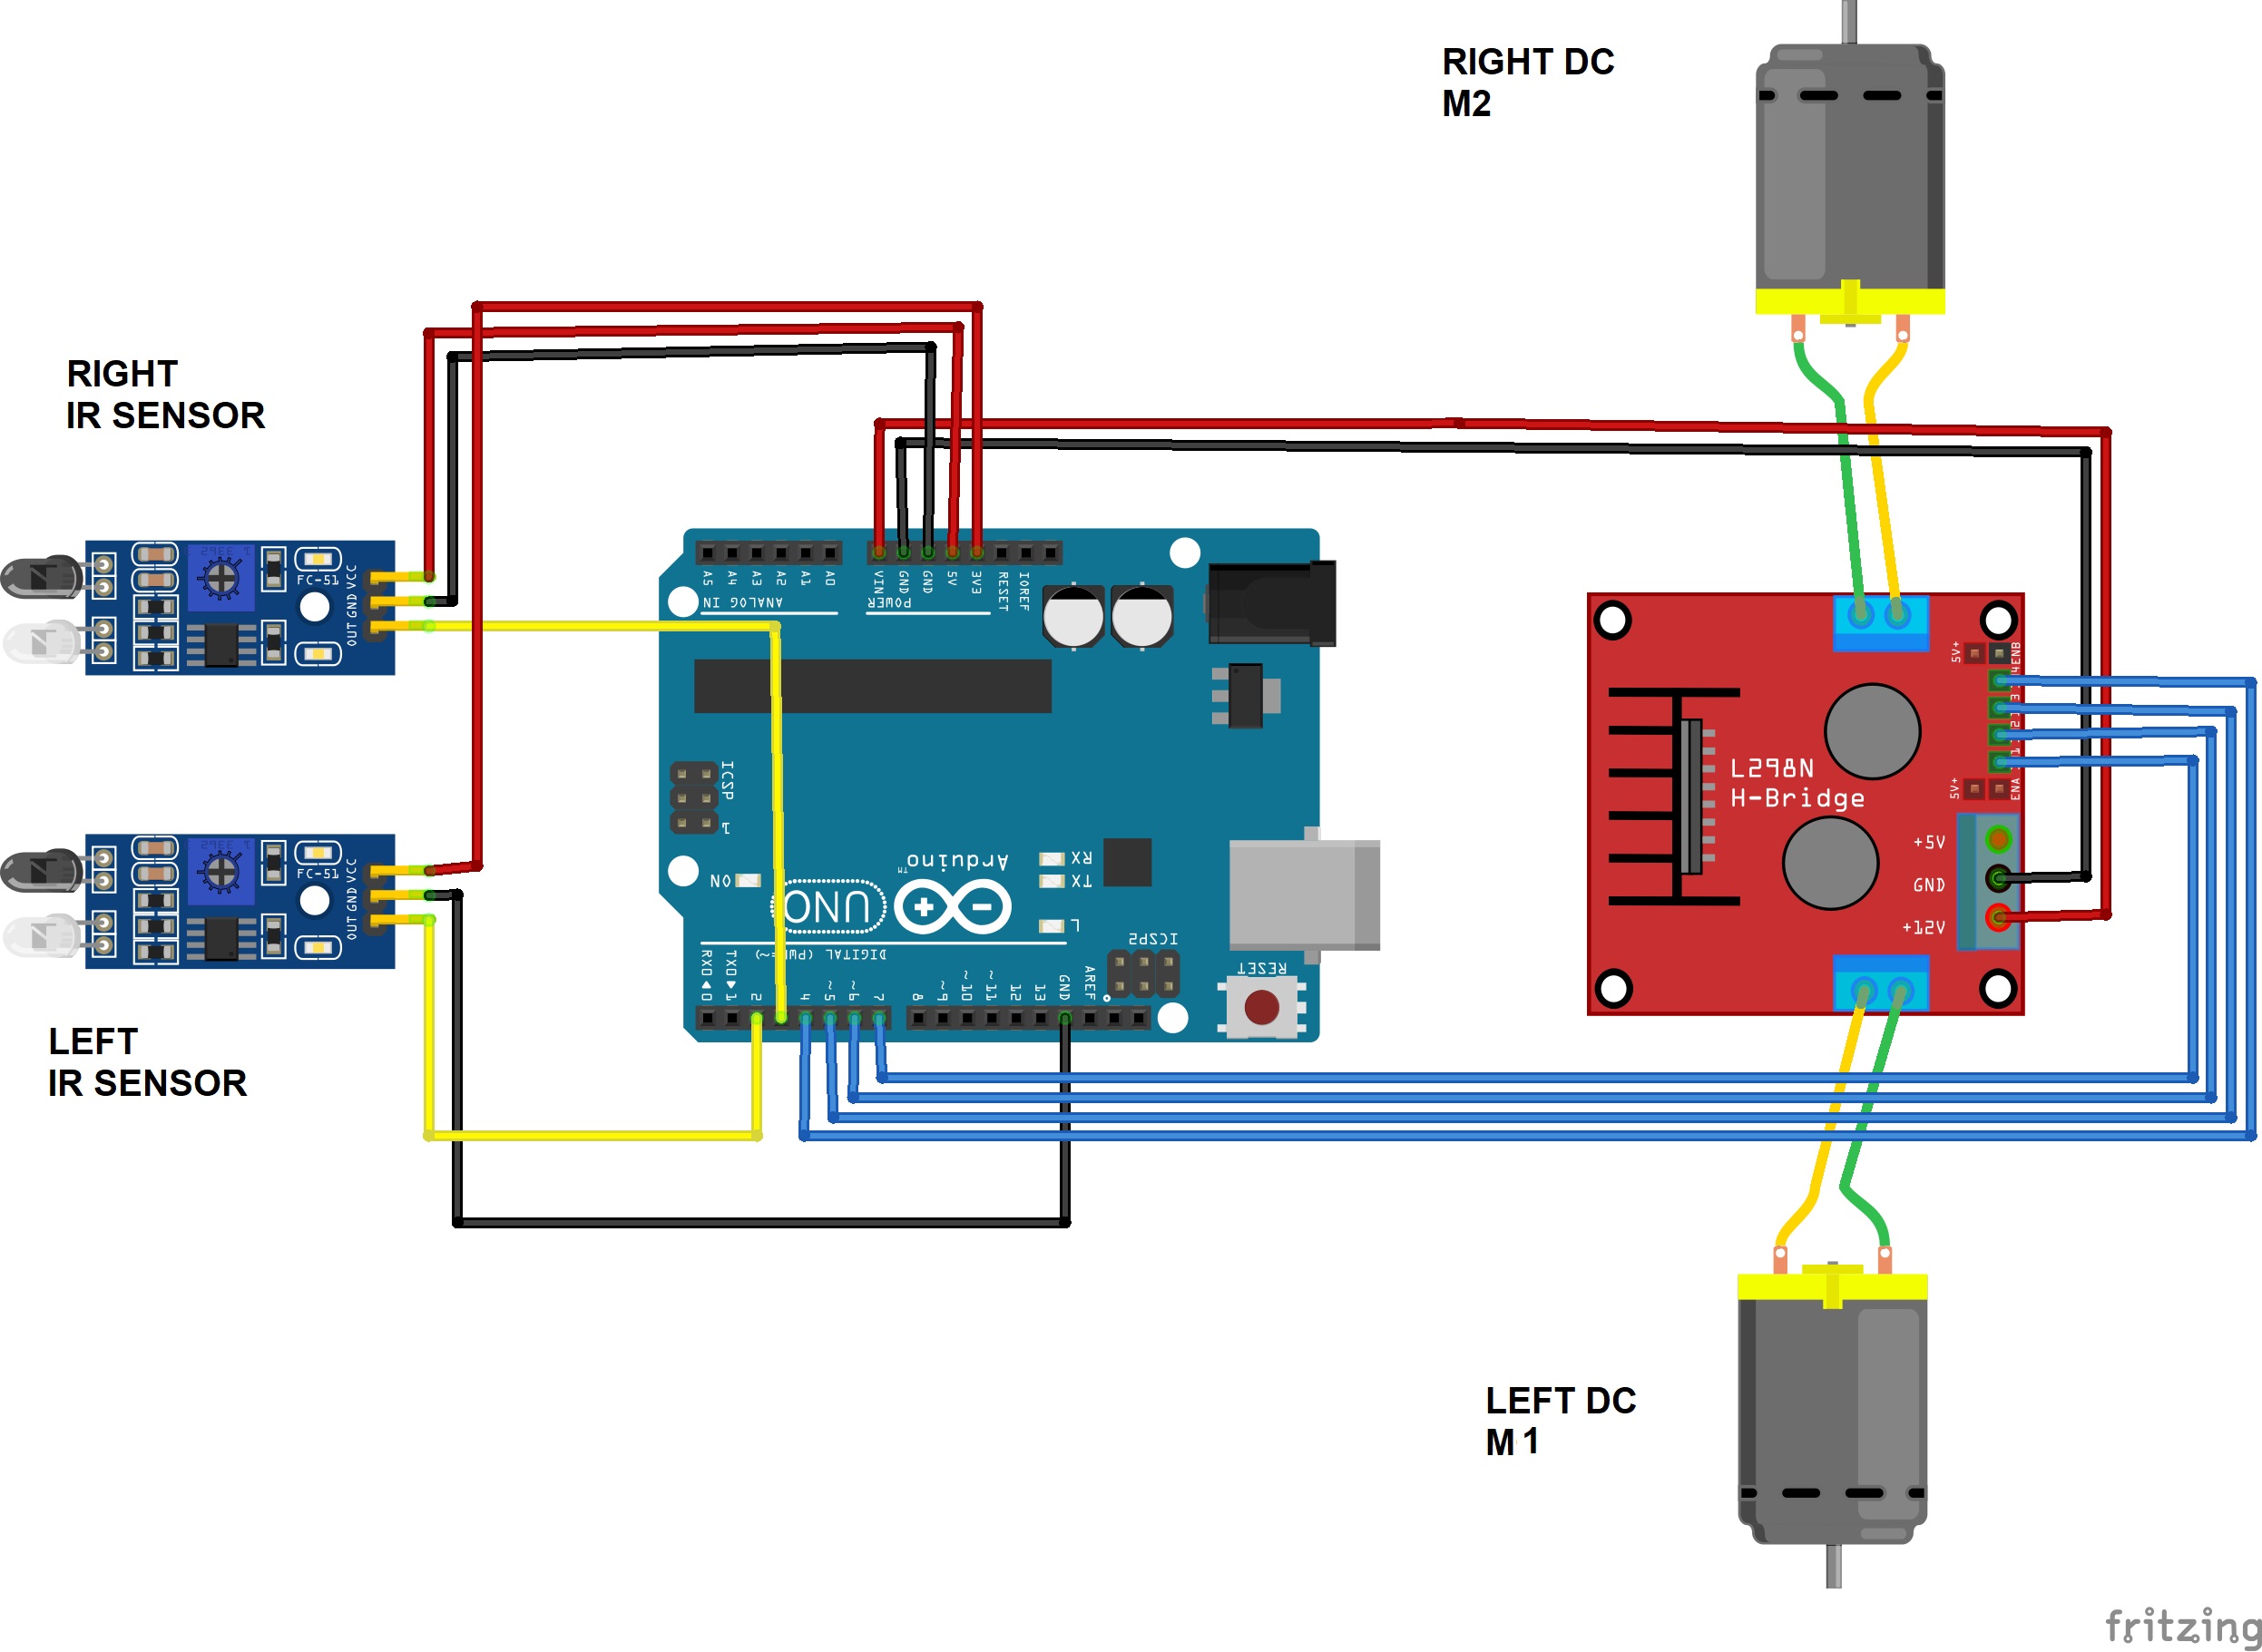 RIGHT DC
M2
RIGHT
IR SENSOR
FC-51
VCC
GND
OUT
3362
LEFT
IR SENSOR
FC-51
VCC
GND
OUT
3362
A5
A4
A3
A2
A1
A0
ANALOG IN
VIN
GND
GND
5V
3V3
RESET
IOREF
POWER
ICSP
1
ON
UNO
Arduino
TM
RX
TX
L
ICSP2
RESET
DIGITAL (PWM=~)
RX0
TX0
0
1
2
4
~5
~6
7
8
~9
~10
~11
12
13
GND
AREF
L298N
H-Bridge
5V+
ENB
4
3
2
1
5V+
ENA
+5V
GND
+12V
LEFT DC
M 1
fritzing